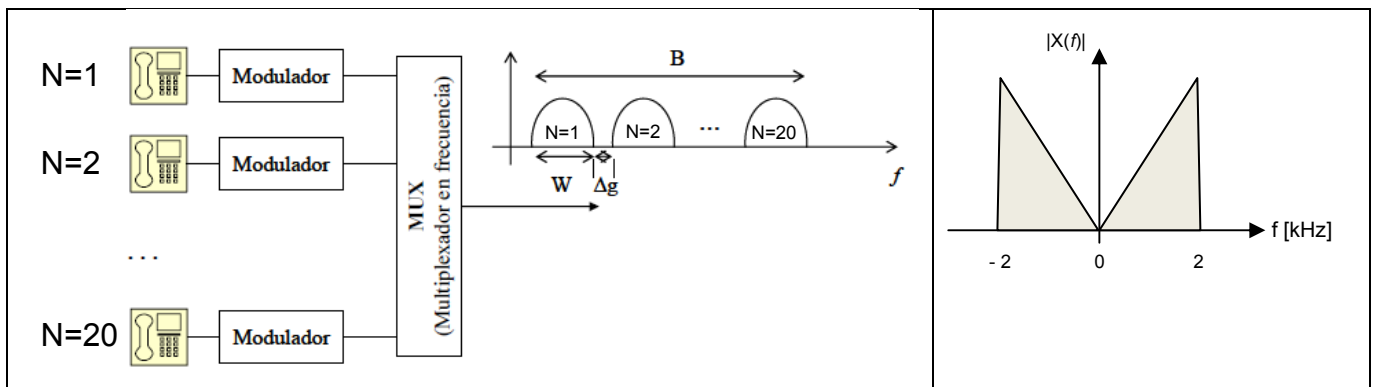 N=1
Modulador
N=2
Modulador
...
N=20
Modulador
MUX
(Multiplexador en frecuencia)
B
N=1
N=2
...
N=20
W
Δg
f
|X(f)|
f [kHz]
- 2
0
2